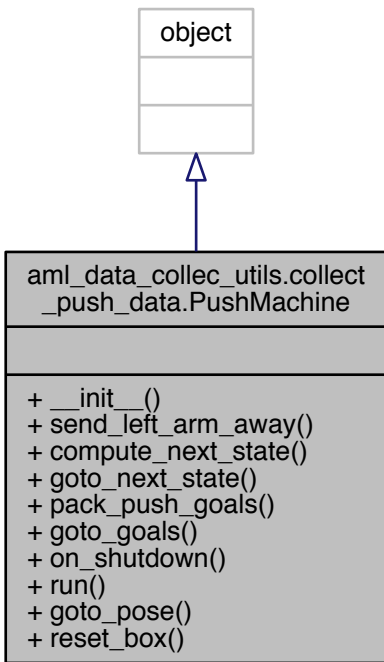 object
aml_data_collec_utils.collect
_push_data.PushMachine
+ __init__()
+ send_left_arm_away()
+ compute_next_state()
+ goto_next_state()
+ pack_push_goals()
+ goto_goals()
+ on_shutdown()
+ run()
+ goto_pose()
+ reset_box()